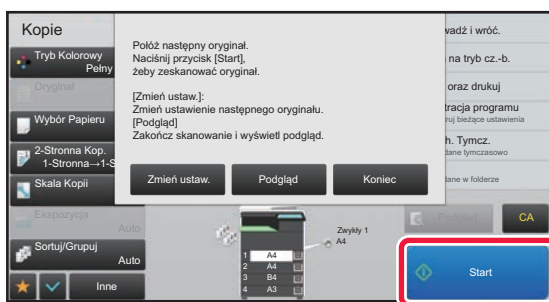 Kopie
Tryb Kolorowy
Pełny
Oryginał
Wybór Papieru
2-Stronna Kop.
1-Stronna→1-S
Skala Kopii
Ekspozycja
Auto
Sortuj/Grupuj
Auto
Inne
Połóż następny oryginał.
Naciśnij przycisk [Start],
żeby zeskanować oryginał.
[Zmień ustaw.]:
Zmień ustawienie następnego oryginału.
[Podgląd]
Zakończ skanowanie i wyświetl podgląd.
Zmień ustaw.
Podgląd
Koniec
Zwykły 1
A4
1 A4
2 A4
3 B4
4 A3
wadź i wróć.
na tryb cz.-b.
oraz drukuj
tracja programu
ruj bieżące ustawienia
h. Tymcz.
dane tymczasowo
dane w folderze
Podgląd
CA
Start